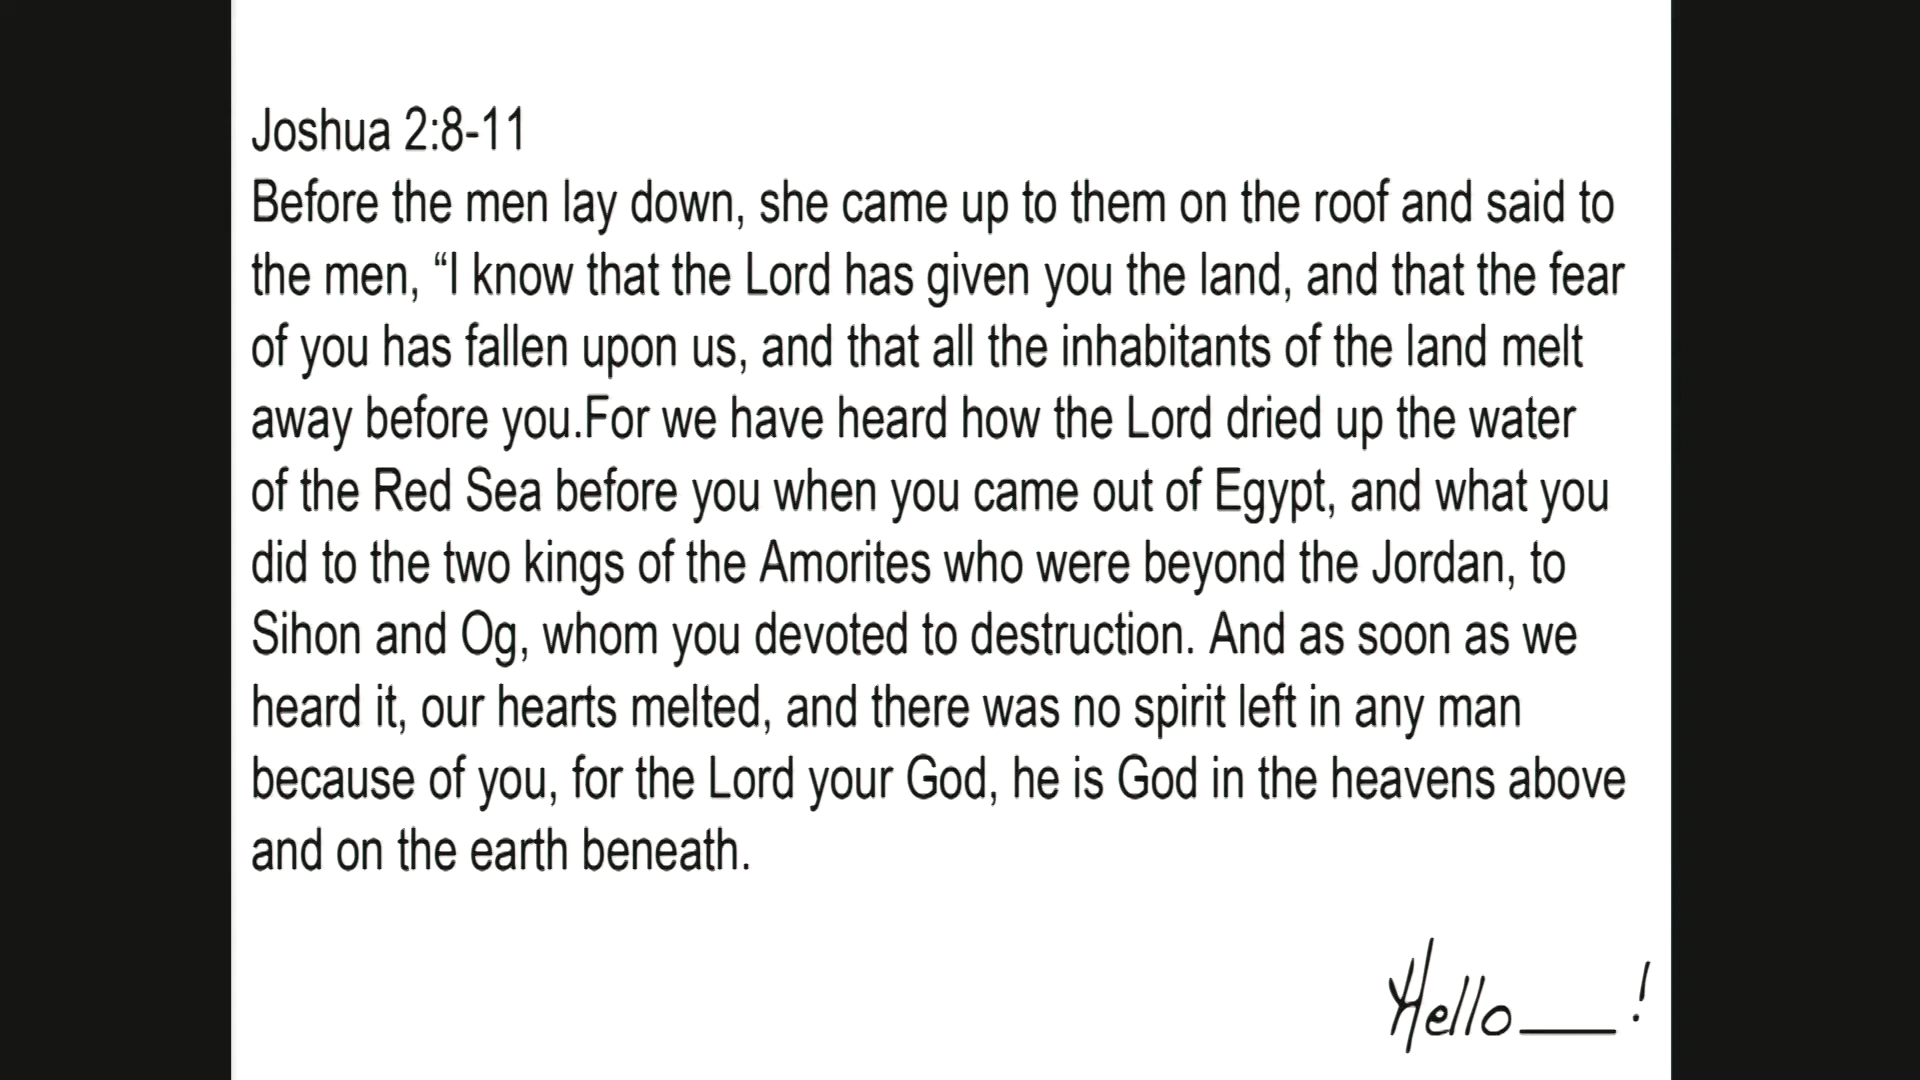 Joshua 2:8-11
Before the men lay down, she came up to them on the roof and said to
the men, “I know that the Lord has given you the land, and that the fear
of you has fallen upon us, and that all the inhabitants of the land melt
away before you.For we have heard how the Lord dried up the water
of the Red Sea before you when you came out of Egypt, and what you
did to the two kings of the Amorites who were beyond the Jordan, to
Sihon and Og, whom you devoted to destruction. And as soon as we
heard it, our hearts melted, and there was no spirit left in any man
because of you, for the Lord your God, he is God in the heavens above
and on the earth beneath.
Hello___!